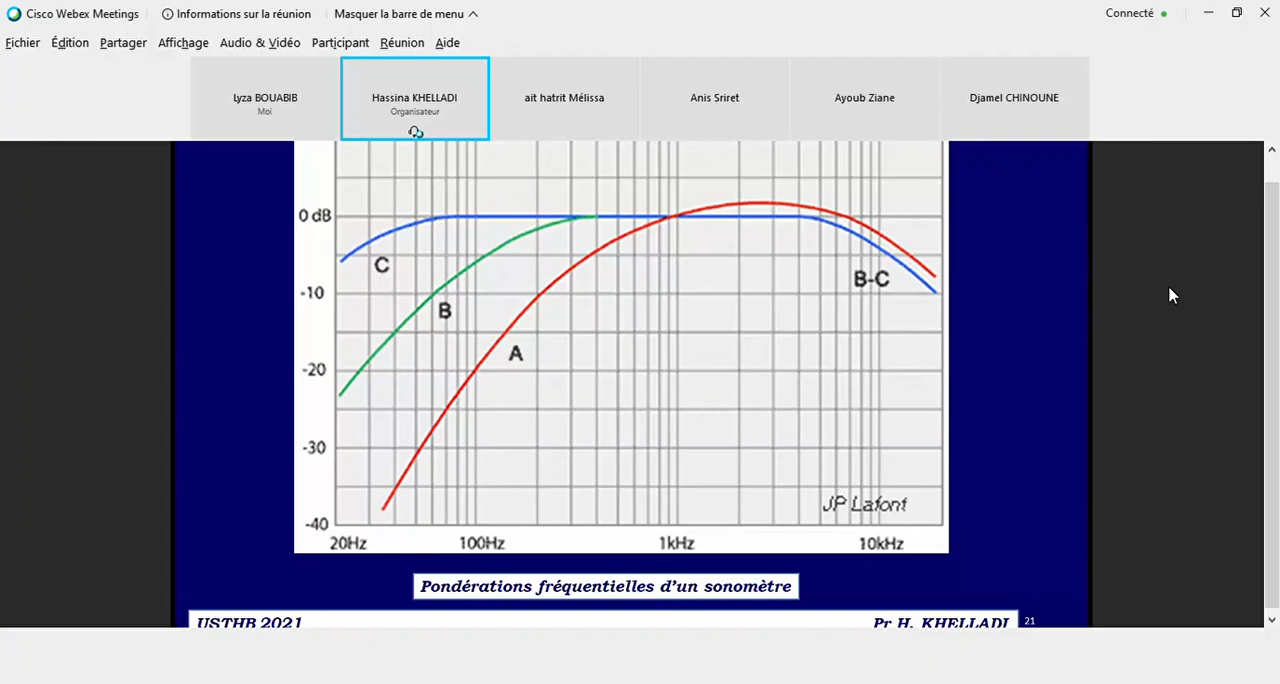 Cisco Webex Meetings Informations sur la réunion Masquer la barre de menu Connecté
Fichier Édition Partager Affichage Audio & Vidéo Participant Réunion Aide
Lyza BOUABIB Hassina KHELLADI ait hatrit Mélissa Anis Sriret Ayoub Ziane Djamel CHINOUNE
Moi Organisateur
0 dB
C
B-C
-10
B
A
-20
-30
JP Lafont
-40
20Hz 100Hz 1kHz 10kHz
Pondérations fréquentielles d'un sonomètre
USTHB 2021 Pr H. KHELLADI 21